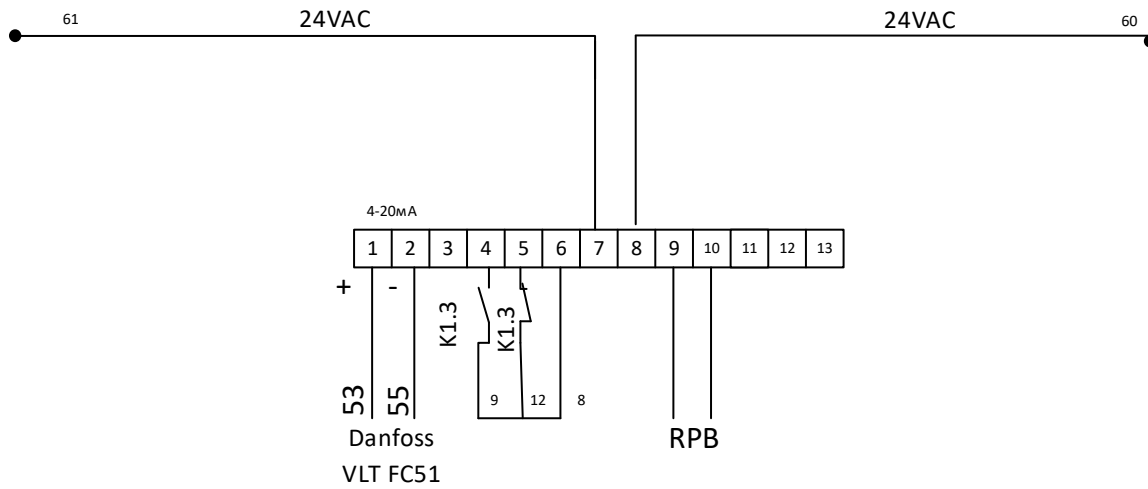 61 24VAC 24VAC 60
4-20мА
1 2 3 4 5 6 7 8 9 10 11 12 13
+ -
K1.3 K1.3
53 55 9 12 8
Danfoss RPB
VLT FC51